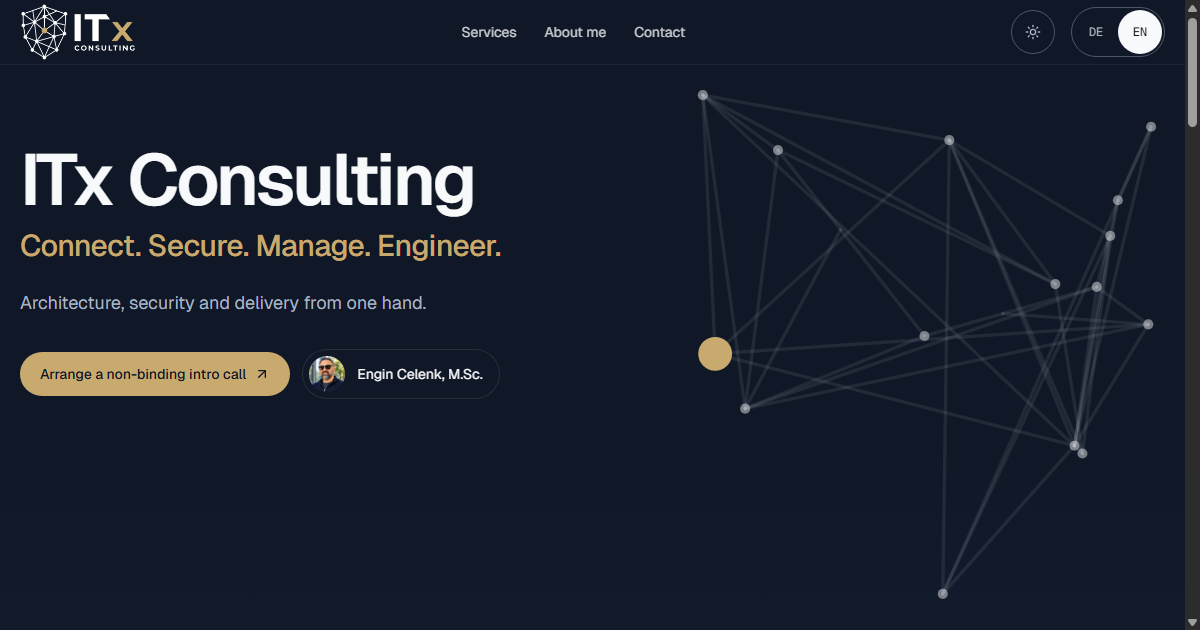 ITx
CONSULTING
Services
About me
Contact
DE
EN
ITx Consulting
Connect. Secure. Manage. Engineer.
Architecture, security and delivery from one hand.
Arrange a non-binding intro call
Engin Celenk, M.Sc.